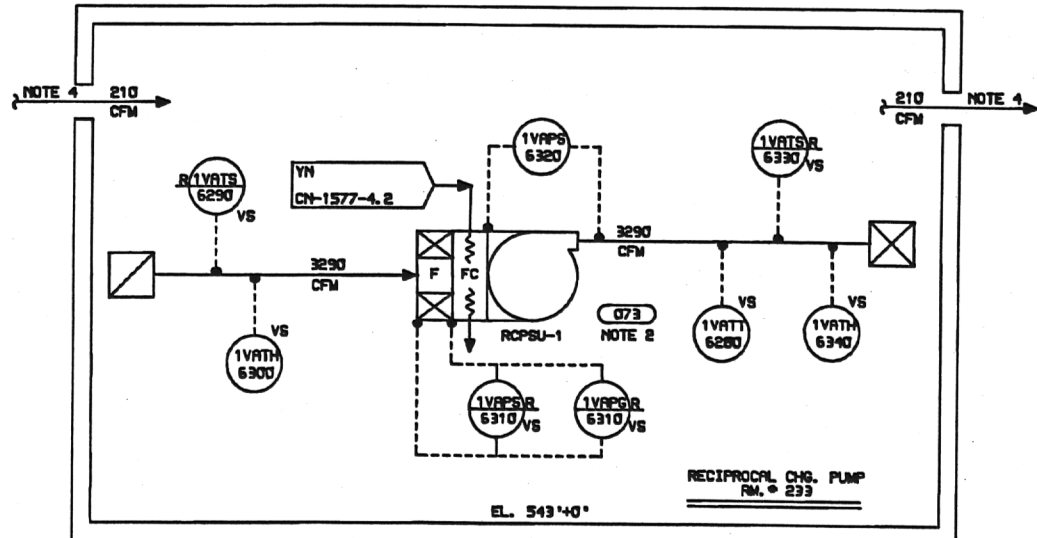 NOTE 4 210
CFM
210 NOTE 4
CFM
1VAPS
6320
1VATS R
6330
VS
R 1VATS
6290
VS
YN
CN-1577-4.2
3290
CFM
3290
CFM
F FC
RCPSU-1
073
NOTE 2
VS
1VATH
6300
VS
1VATT
6280
VS
1VATH
6340
1VAPS R
6310
VS
1VAPG R
6310
VS
RECIPROCAL CHG. PUMP
RM. # 233
EL. 543'+0"